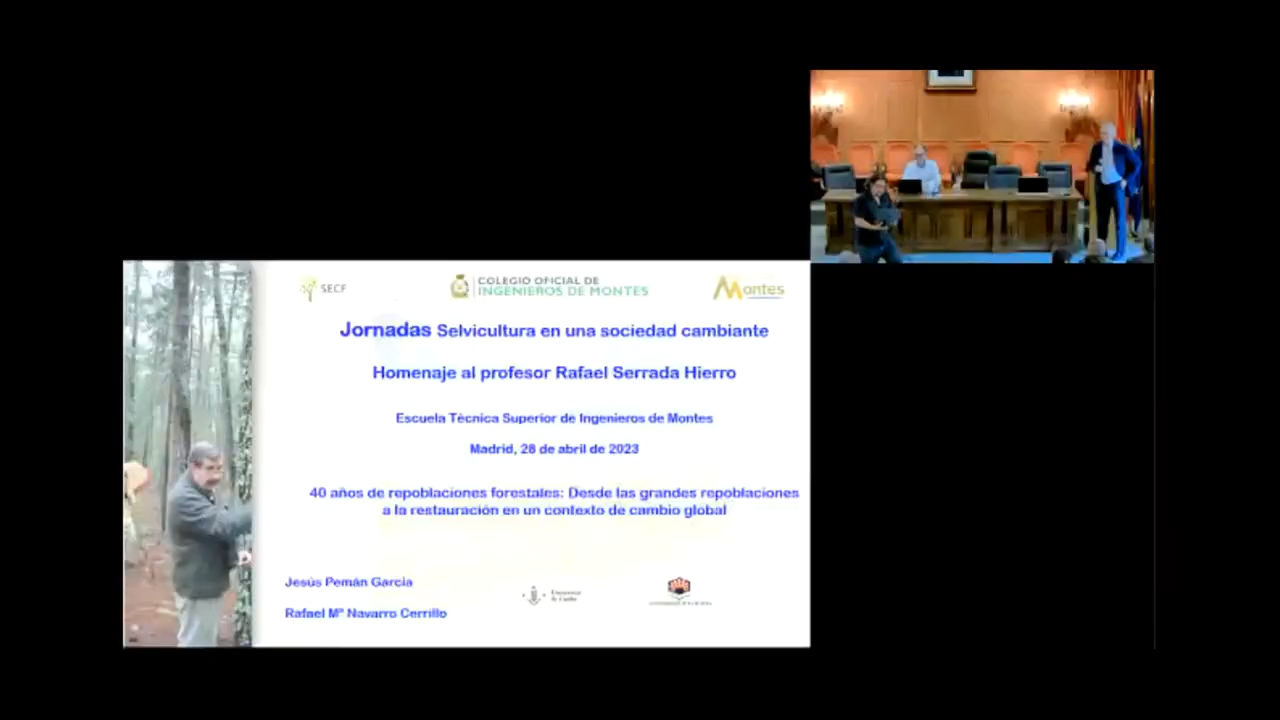 SECF
COLEGIO OFICIAL DE
INGENIEROS DE MONTES
Montes
Jornadas Selvicultura en una sociedad cambiante
Homenaje al profesor Rafael Serrada Hierro
Escuela Técnica Superior de Ingenieros de Montes
Madrid, 28 de abril de 2023
40 años de repoblaciones forestales: Desde las grandes repoblaciones
a la restauración en un contexto de cambio global
Jesús Pemán García
Rafael Mª Navarro Cerrillo